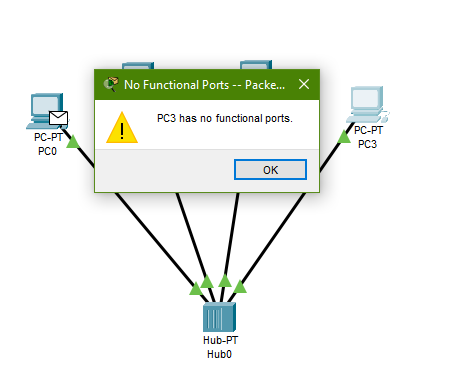 No Functional Ports -- Packe...
PC3 has no functional ports.
OK
PC-PT
PC0
PC-PT
PC3
Hub-PT
Hub0